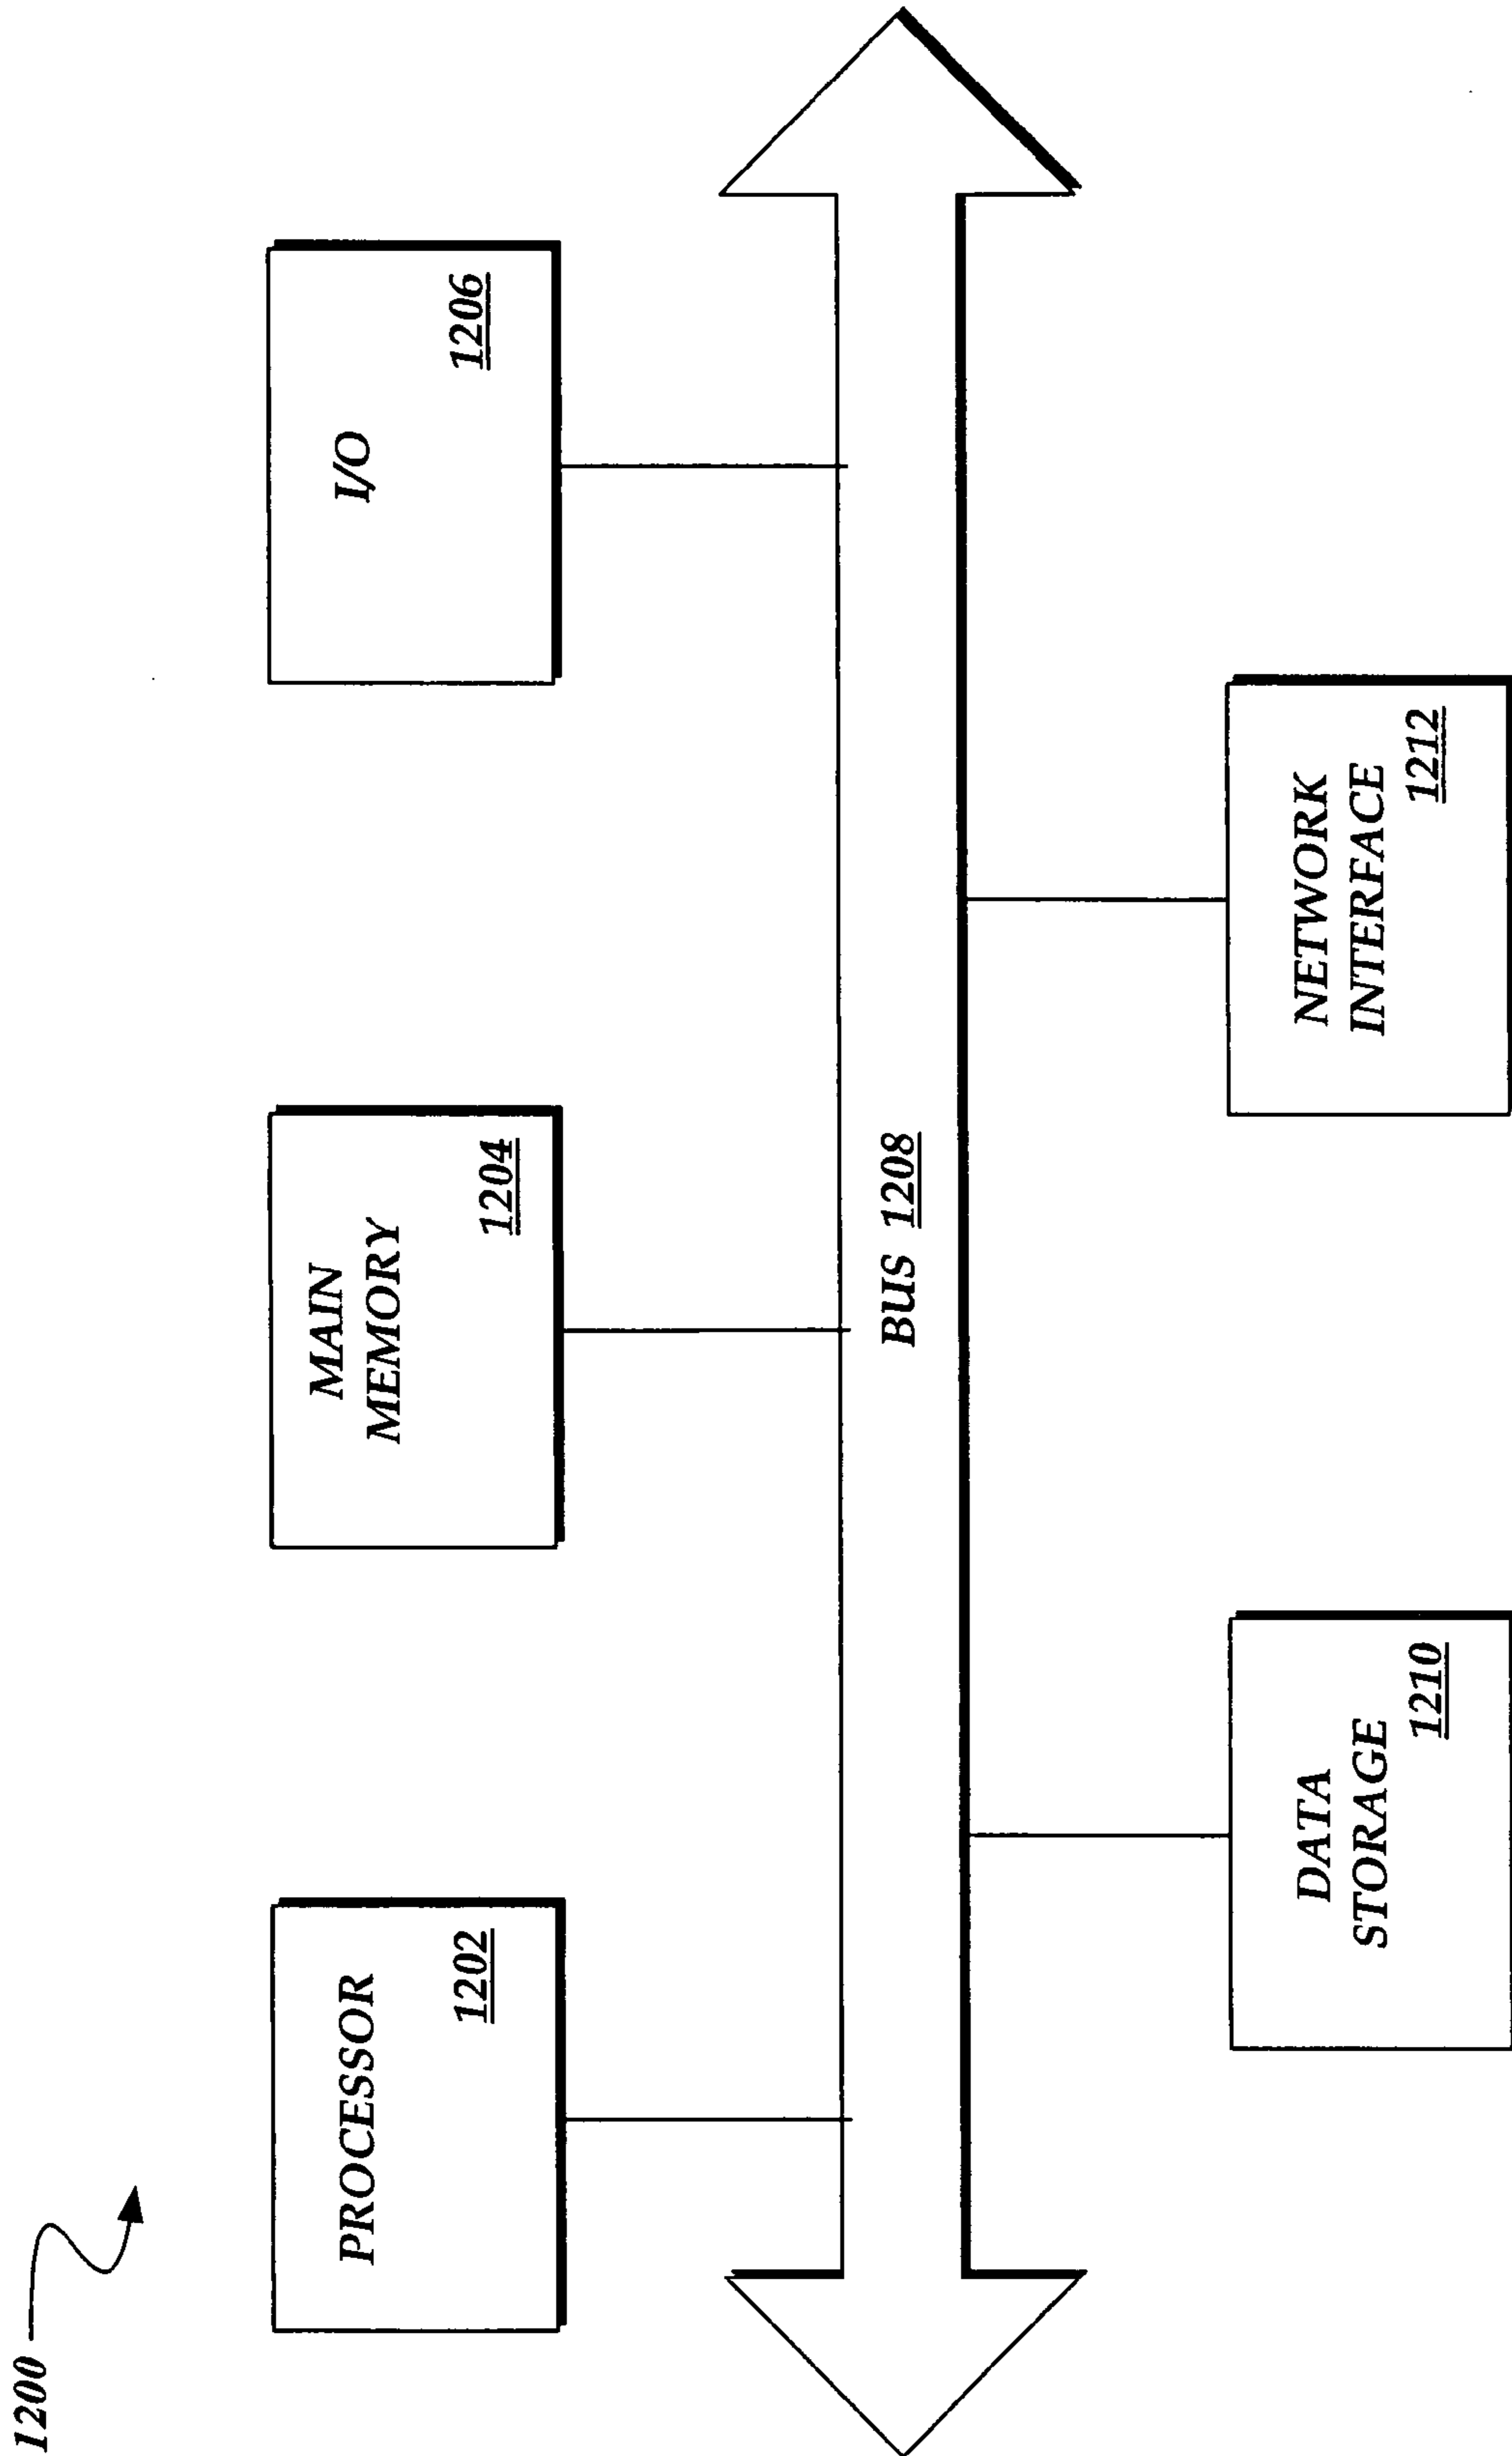 1200
PROCESSOR
1202
MAIN
MEMORY
1204
I/O
1206
BUS 1208
DATA
STORAGE
1210
NETWORK
INTERFACE
1212